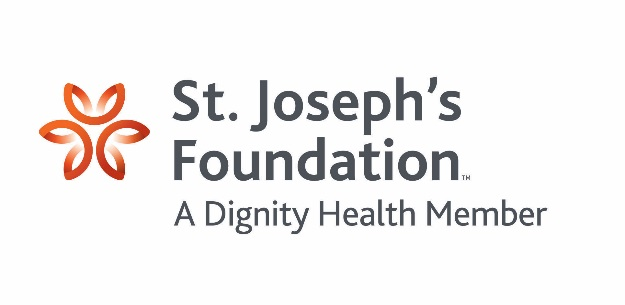 St. Joseph’s
Foundation™
A Dignity Health Member